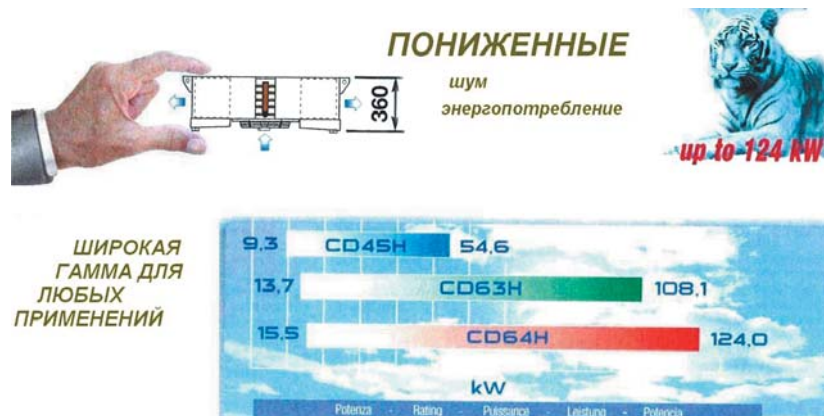 ПОНИЖЕННЫЕ
шум
энергопотребление
360
up to 124 kW
ШИРОКАЯ
ГАММА ДЛЯ
ЛЮБЫХ
ПРИМЕНЕНИЙ
9,3 CD45H 54,6
13,7 CD63H 108,1
15,5 CD64H 124,0
kW
Potenza - Rating - Puissance - Leistung - Potencia